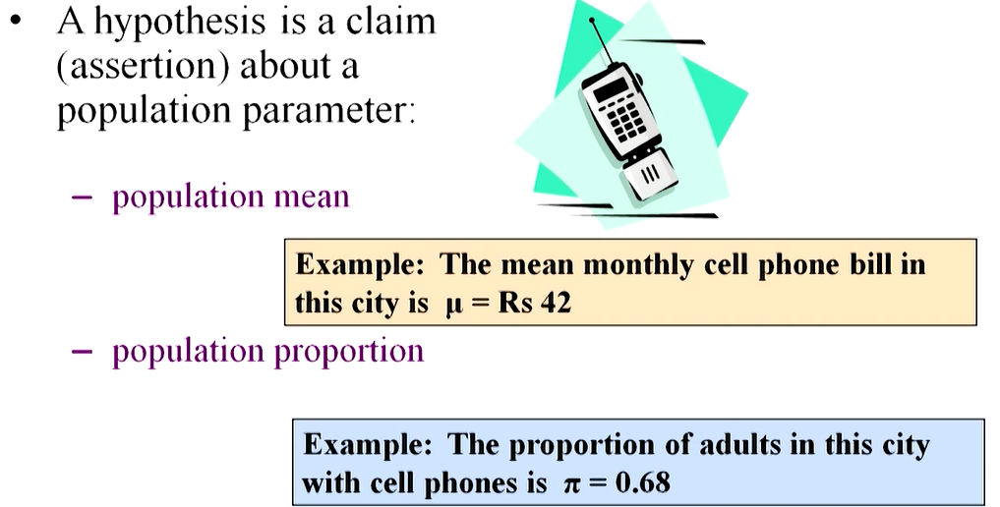 • A hypothesis is a claim
(assertion) about a
population parameter:
– population mean
Example: The mean monthly cell phone bill in
this city is μ = Rs 42
– population proportion
Example: The proportion of adults in this city
with cell phones is π = 0.68